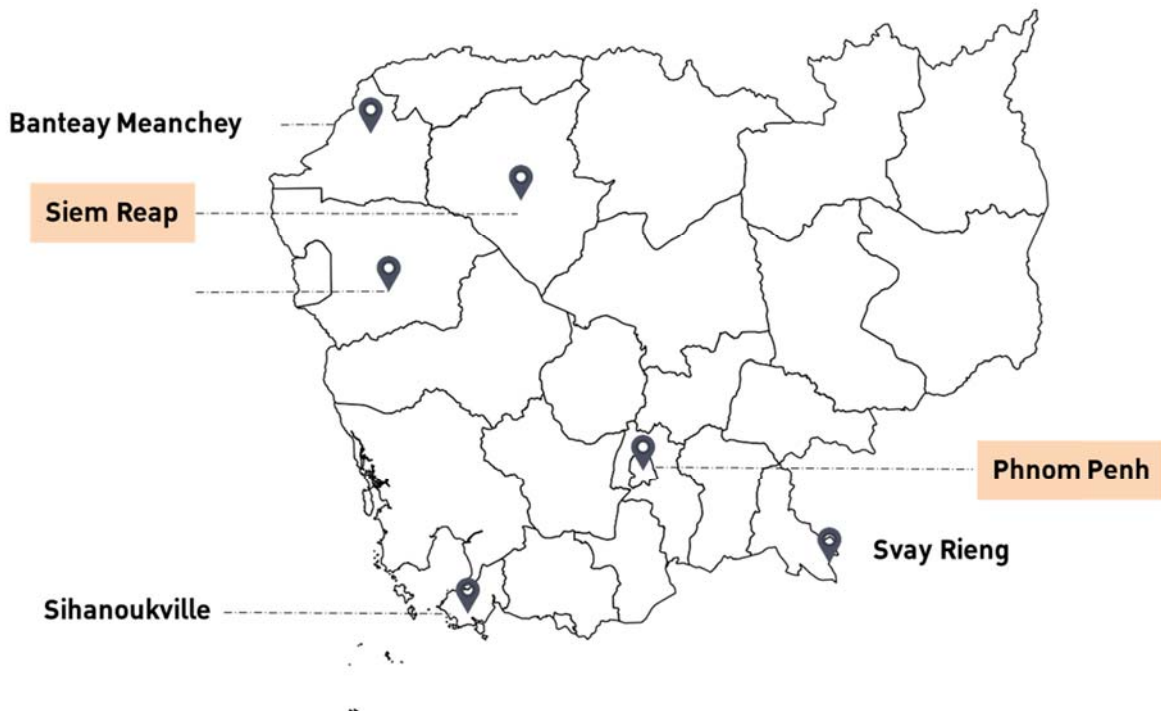 Banteay Meanchey
Siem Reap
Phnom Penh
Svay Rieng
Sihanoukville